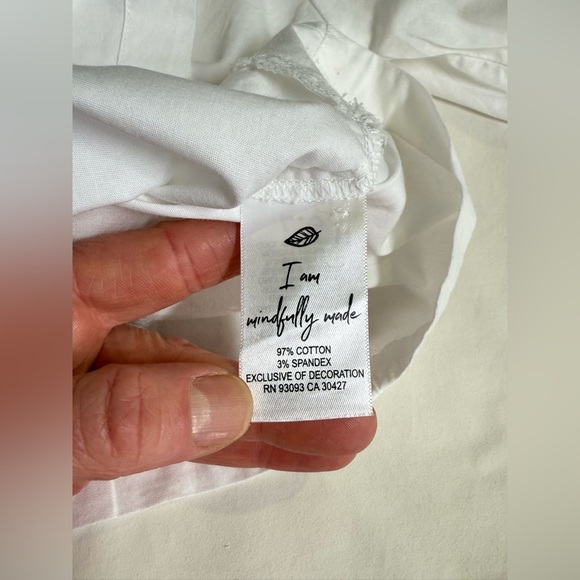 I am
mindfully made
97% COTTON
3% SPANDEX
EXCLUSIVE OF DECORATION
RN 93093 CA 30427